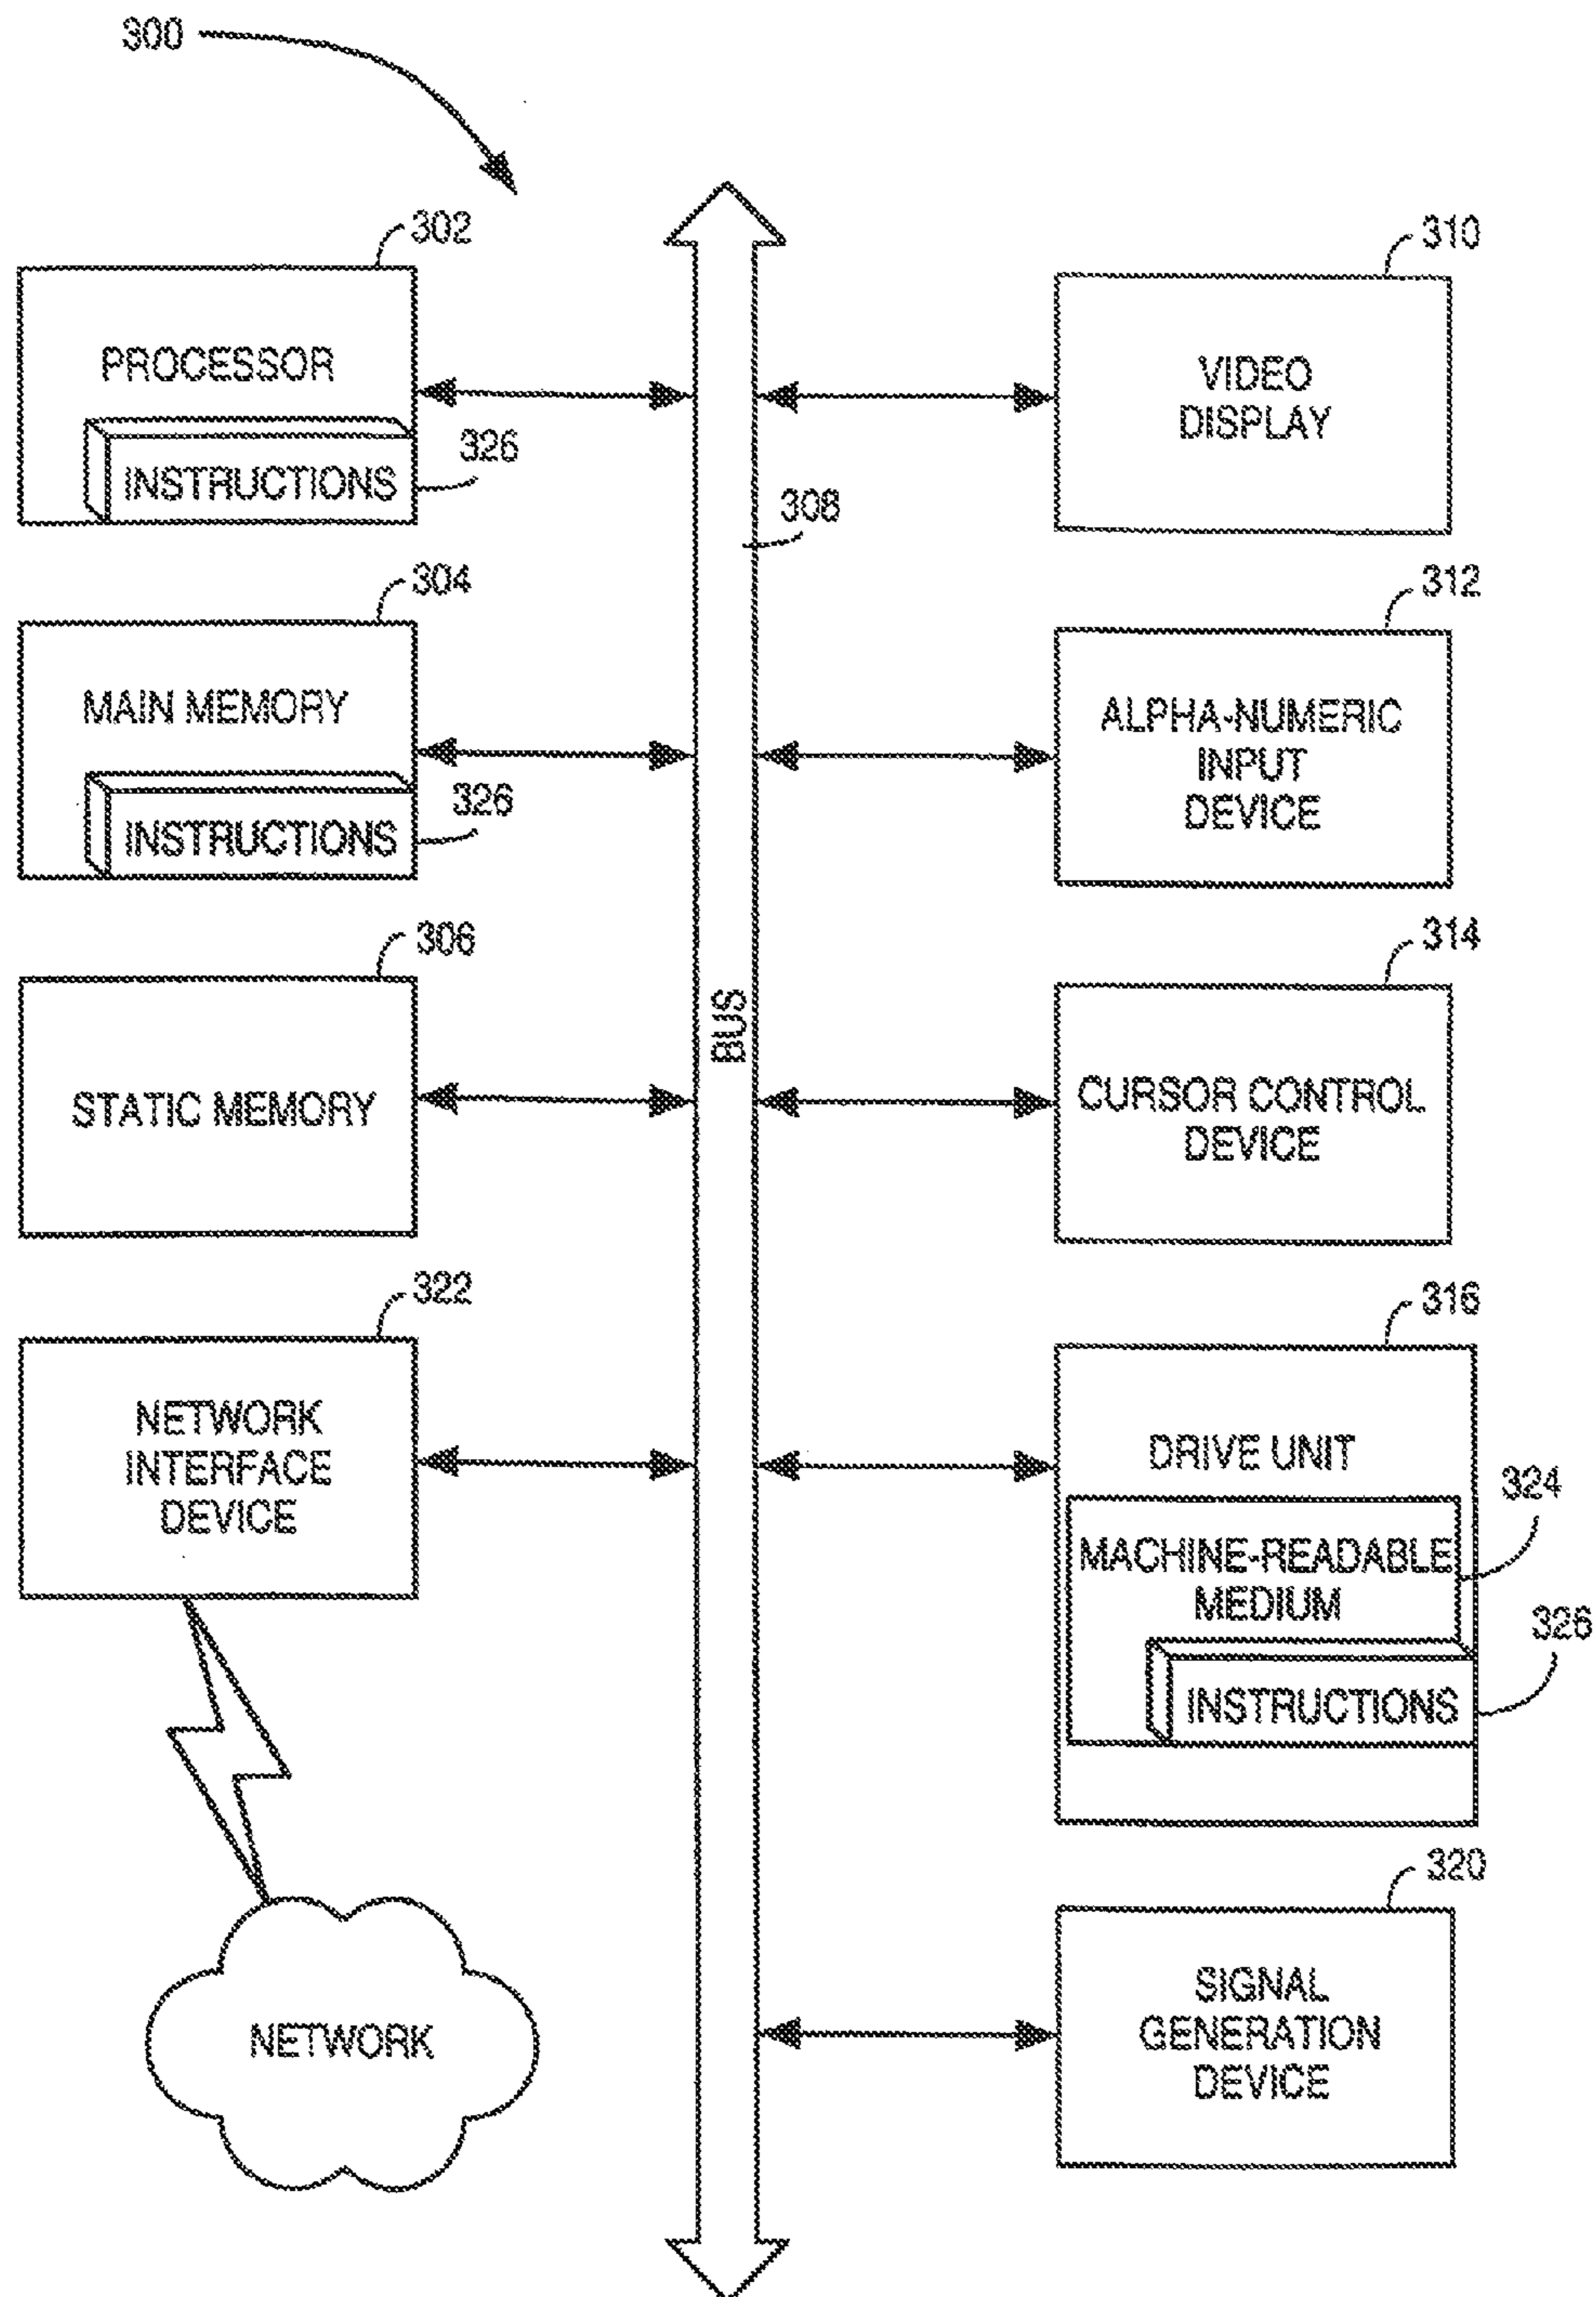 300
302
PROCESSOR
INSTRUCTIONS
326
304
MAIN MEMORY
INSTRUCTIONS
326
306
STATIC MEMORY
322
NETWORK
INTERFACE
DEVICE
NETWORK
308
BUS
310
VIDEO
DISPLAY
312
ALPHA-NUMERIC
INPUT
DEVICE
314
CURSOR CONTROL
DEVICE
316
DRIVE UNIT
324
MACHINE-READABLE
MEDIUM
326
INSTRUCTIONS
320
SIGNAL
GENERATION
DEVICE